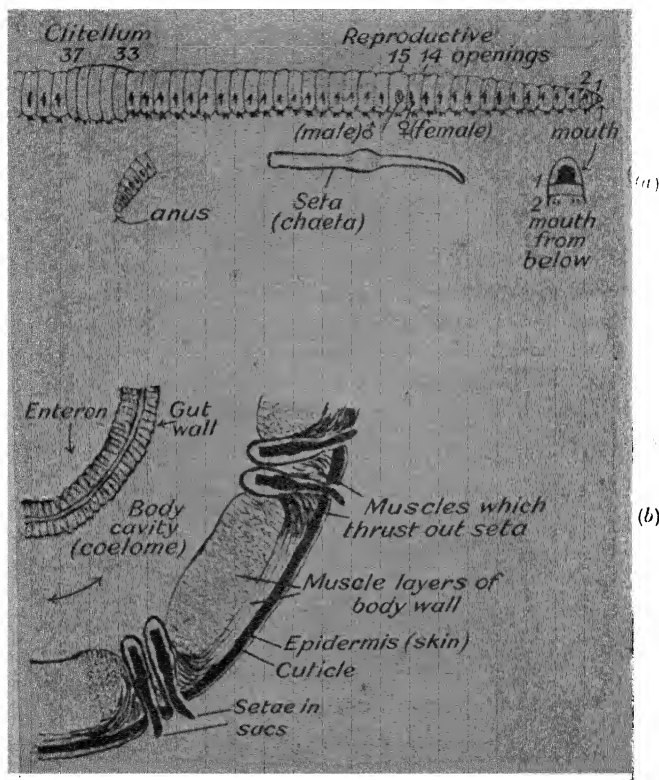 Clitellum
37 33
Reproductive
15 14 openings
2 1
(male)♂ ♀(female)
mouth
anus
Seta
(chaeta)
1
2
mouth
from
below
(a)
Enteron
Gut
wall
Body
cavity
(coelome)
Muscles which
thrust out seta
(b)
Muscle layers of
body wall
Epidermis (skin)
Cuticle
Setae in
sacs